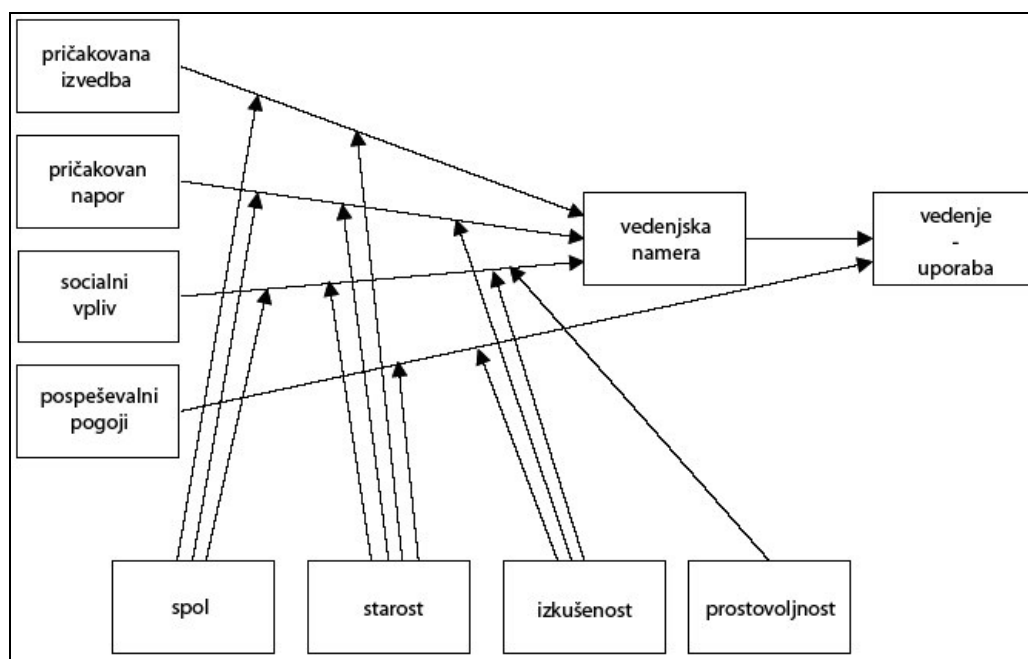 pričakovana
izvedba
pričakovan
napor
socialni
vpliv
pospeševalni
pogoji
vedenjska
namera
vedenje
-
uporaba
spol
starost
izkušenost
prostovoljnost